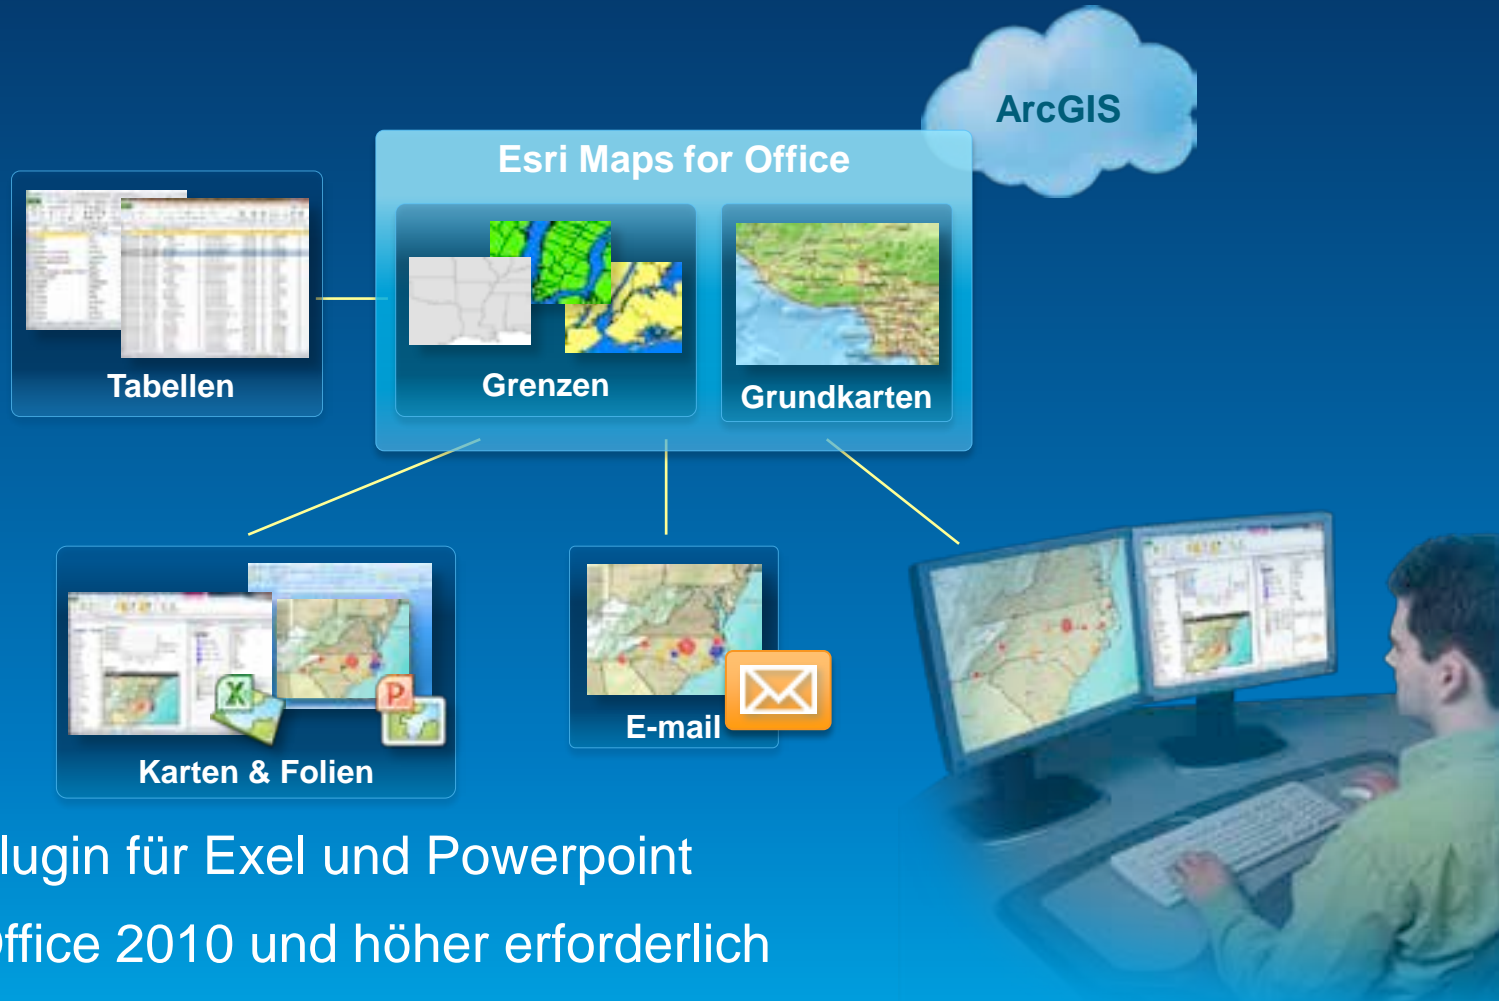 ArcGIS
Esri Maps for Office
Tabellen
Grenzen
Grundkarten
Karten & Folien
E-mail
lugin für Exel und Powerpoint
ffice 2010 und höher erforderlich